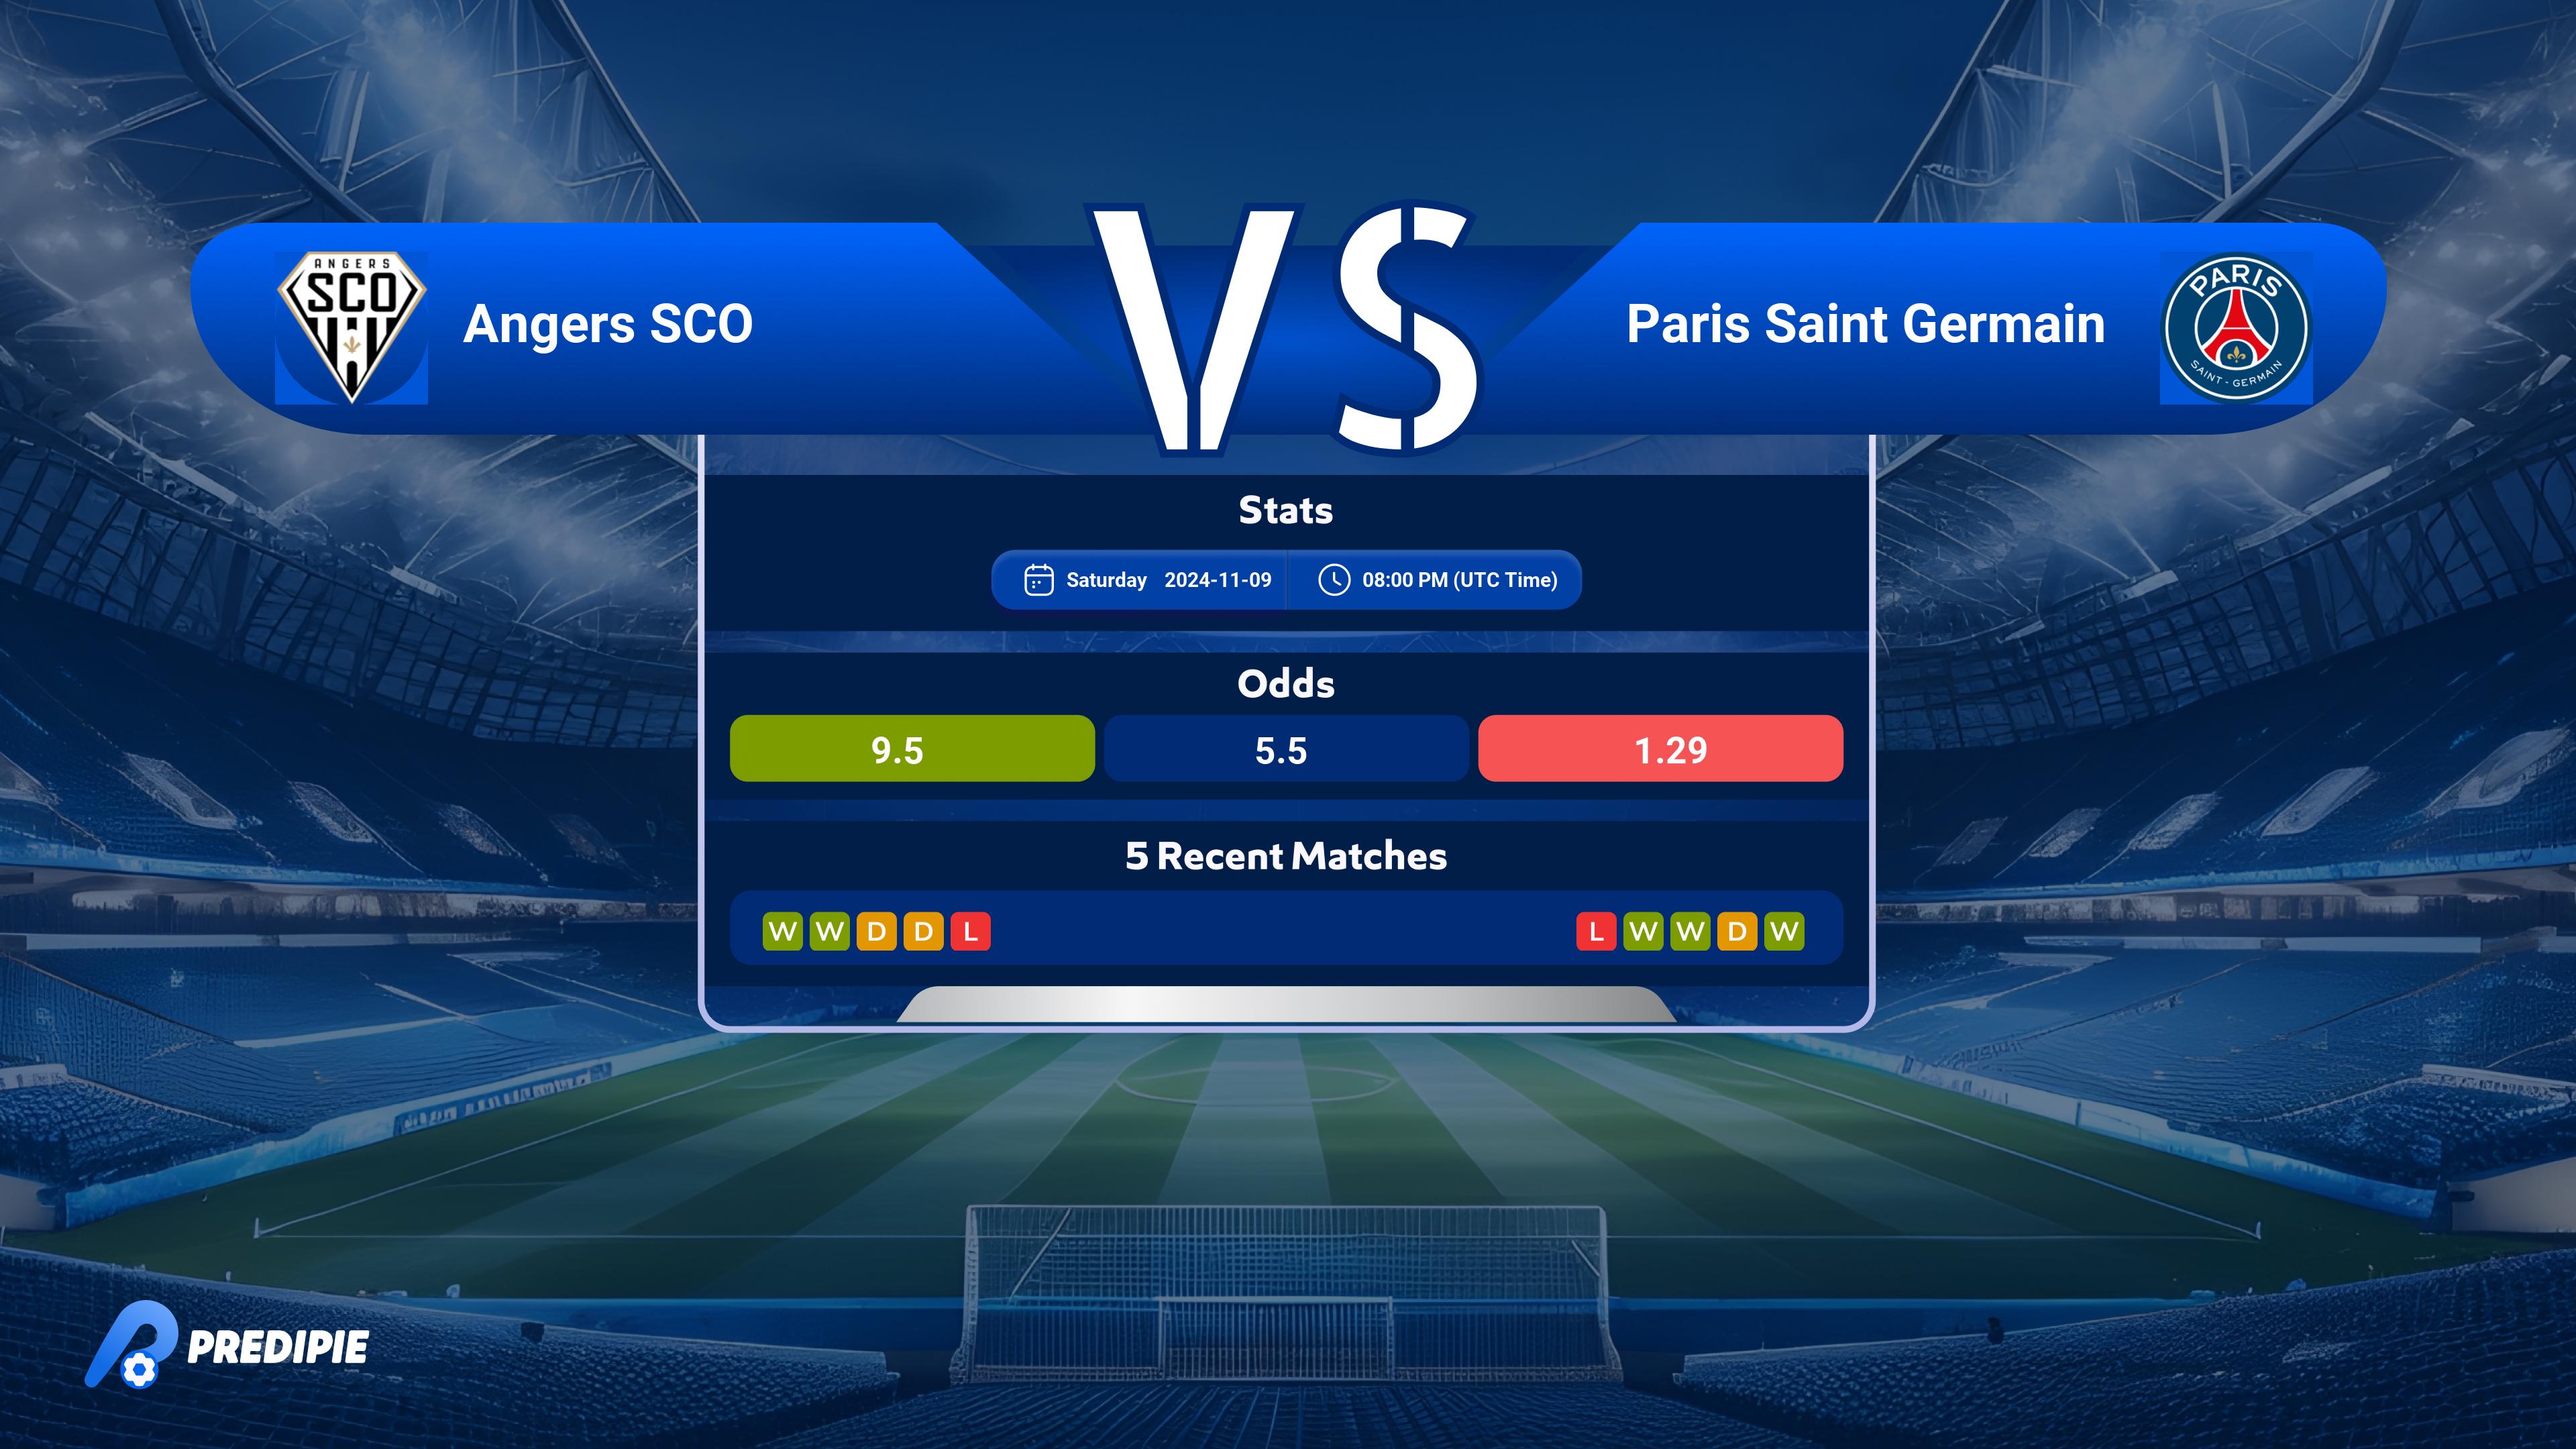 VS
ANGERS
SCO
Angers SCO
Paris Saint Germain
PARIS
SAINT - GERMAIN
Stats
Saturday 2024-11-09 08:00 PM (UTC Time)
Odds
9.5 5.5 1.29
5 Recent Matches
W W D D L L W W D W
PREDIPIE